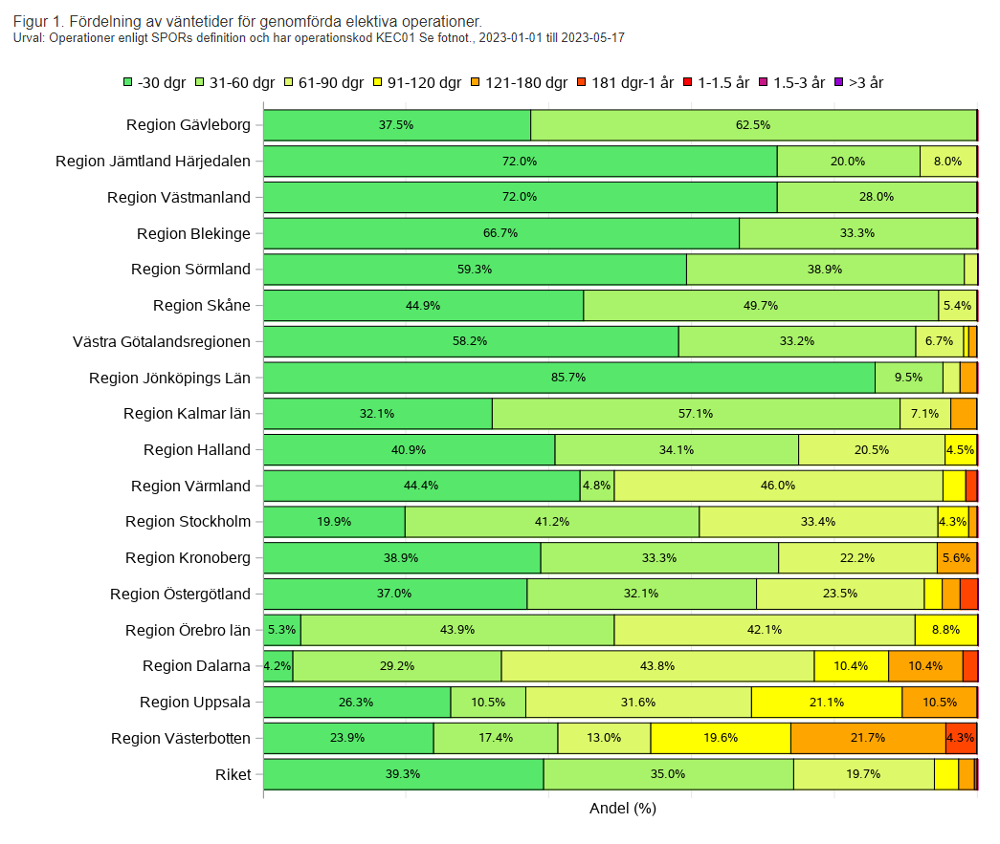 Figur 1. Fördelning av väntetider för genomförda elektiva operationer.
Urval: Operationer enligt SPORs definition och har operationskod KEC01 Se fotnot., 2023-01-01 till 2023-05-17
-30 dgr 31-60 dgr 61-90 dgr 91-120 dgr 121-180 dgr 181 dgr-1 år 1-1.5 år 1.5-3 år >3 år
Region Gävleborg 37.5% 62.5%
Region Jämtland Härjedalen 72.0% 20.0% 8.0%
Region Västmanland 72.0% 28.0%
Region Blekinge 66.7% 33.3%
Region Sörmland 59.3% 38.9%
Region Skåne 44.9% 49.7% 5.4%
Västra Götalandsregionen 58.2% 33.2% 6.7%
Region Jönköpings Län 85.7% 9.5%
Region Kalmar län 32.1% 57.1% 7.1%
Region Halland 40.9% 34.1% 20.5% 4.5%
Region Värmland 44.4% 4.8% 46.0%
Region Stockholm 19.9% 41.2% 33.4% 4.3%
Region Kronoberg 38.9% 33.3% 22.2% 5.6%
Region Östergötland 37.0% 32.1% 23.5%
Region Örebro län 5.3% 43.9% 42.1% 8.8%
Region Dalarna 4.2% 29.2% 43.8% 10.4% 10.4%
Region Uppsala 26.3% 10.5% 31.6% 21.1% 10.5%
Region Västerbotten 23.9% 17.4% 13.0% 19.6% 21.7% 4.3%
Riket 39.3% 35.0% 19.7%
Andel (%)